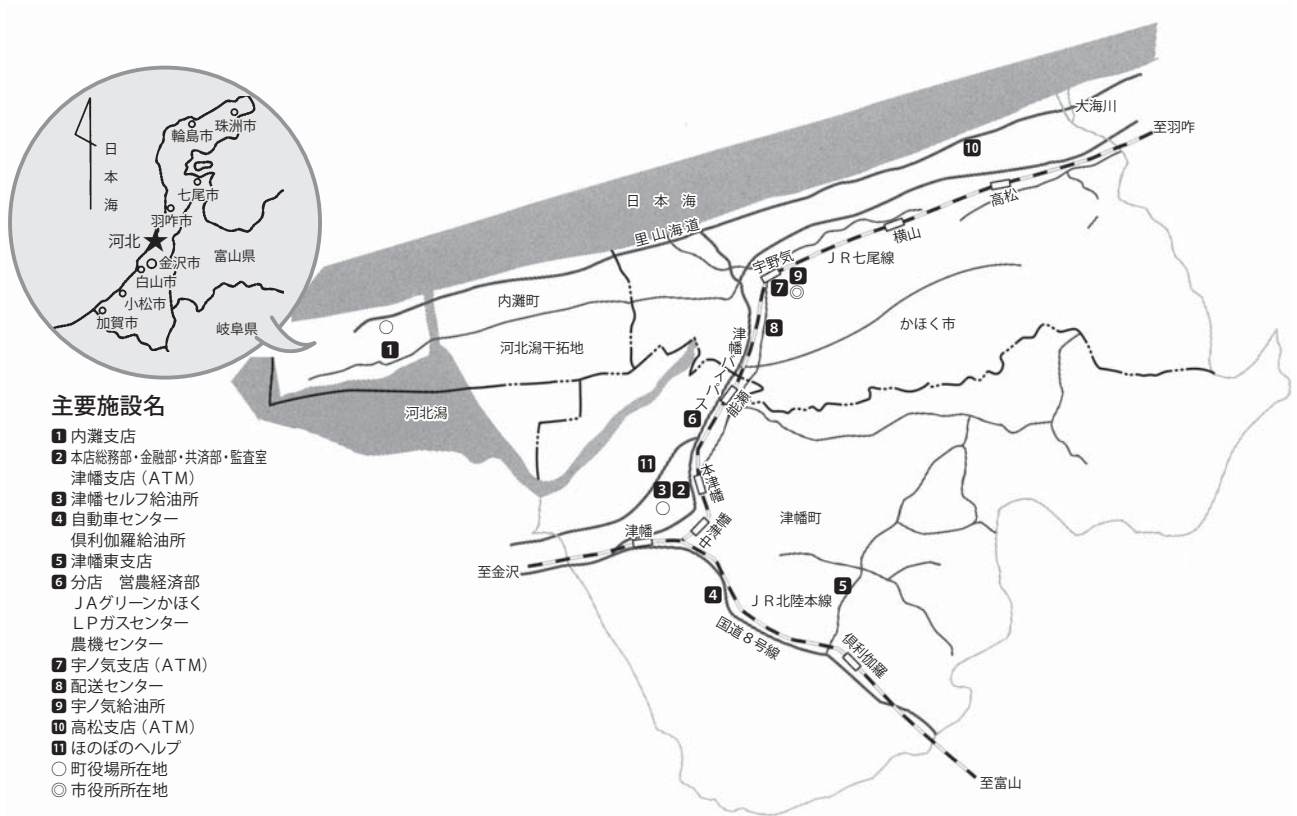 日本海
輪島市
珠洲市
七尾市
羽咋市
河北
金沢市
富山県
白山市
小松市
加賀市
岐阜県
主要施設名
1 内灘支店
2 本店総務部・金融部・共済部・監査室
津幡支店（ATM）
3 津幡セルフ給油所
4 自動車センター
倶利伽羅給油所
5 津幡東支店
6 分店　営農経済部
JAグリーンかほく
LPガスセンター
農機センター
7 宇ノ気支店（ATM）
8 配送センター
9 宇ノ気給油所
10 高松支店（ATM）
11 ほのぼのヘルプ
○ 町役場所在地
◎ 市役所所在地
大海川
至羽咋
10
日本海
高松
里山海道
横山
JR七尾線
宇野気
9
7
◎
内灘町
8
かほく市
○
1
河北潟干拓地
津幡バイパス
河北潟
能瀬
6
11
本津幡
3 2
○
津幡町
中津幡
津幡
至金沢
4
5
JR北陸本線
国道8号線
倶利伽羅
至富山